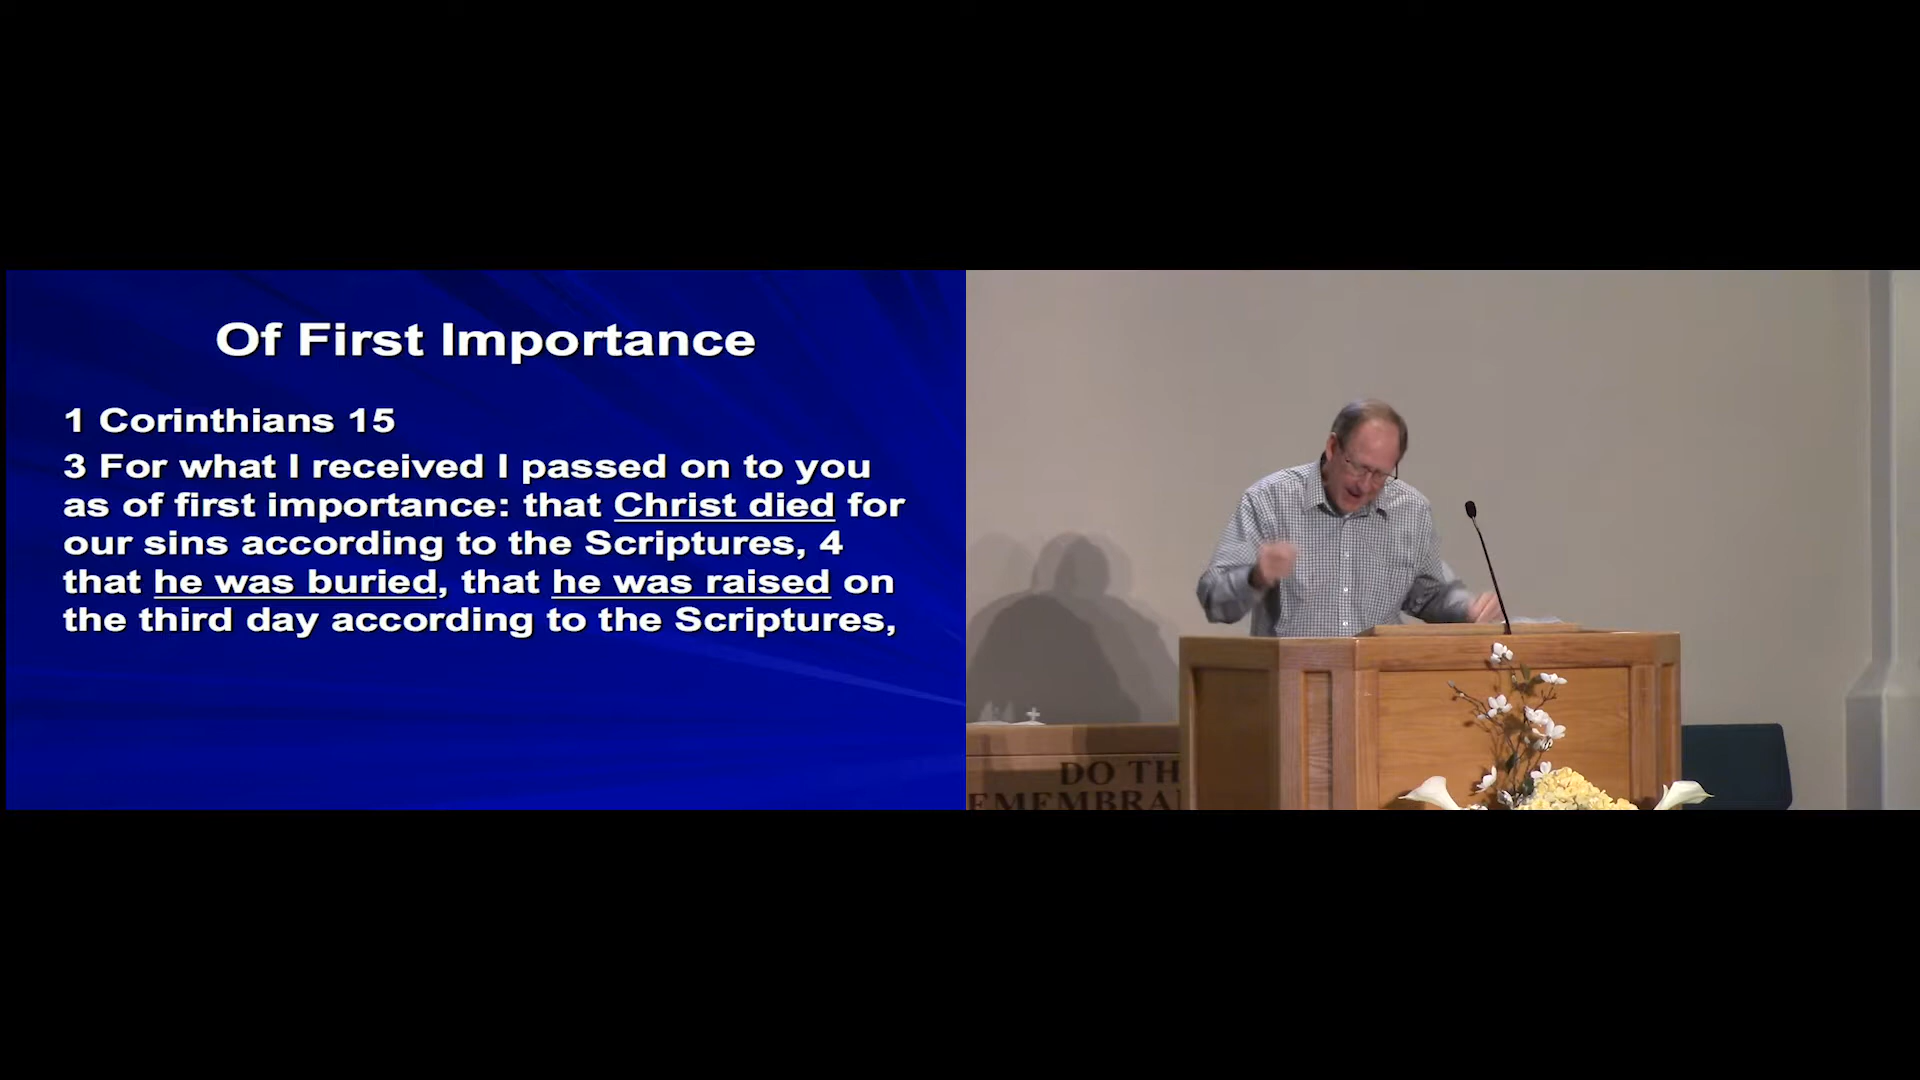 Of First Importance
1 Corinthians 15
3 For what I received I passed on to you
as of first importance: that Christ died for
our sins according to the Scriptures, 4
that he was buried, that he was raised on
the third day according to the Scriptures,
DO TH
EMEMBRA